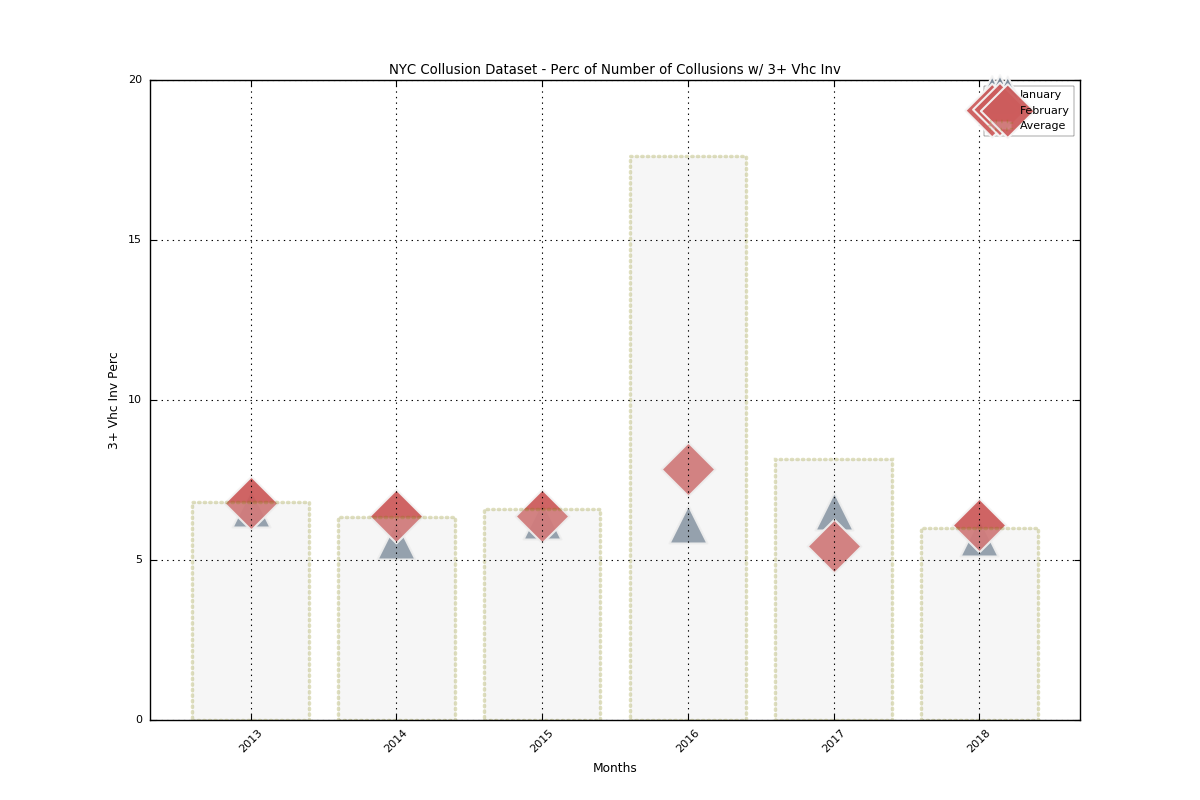 NYC Collusion Dataset - Perc of Number of Collusions w/ 3+ Vhc Inv
January
February
Average
20
15
10
5
0
3+ Vhc Inv Perc
2013
2014
2015
2016
2017
2018
Months